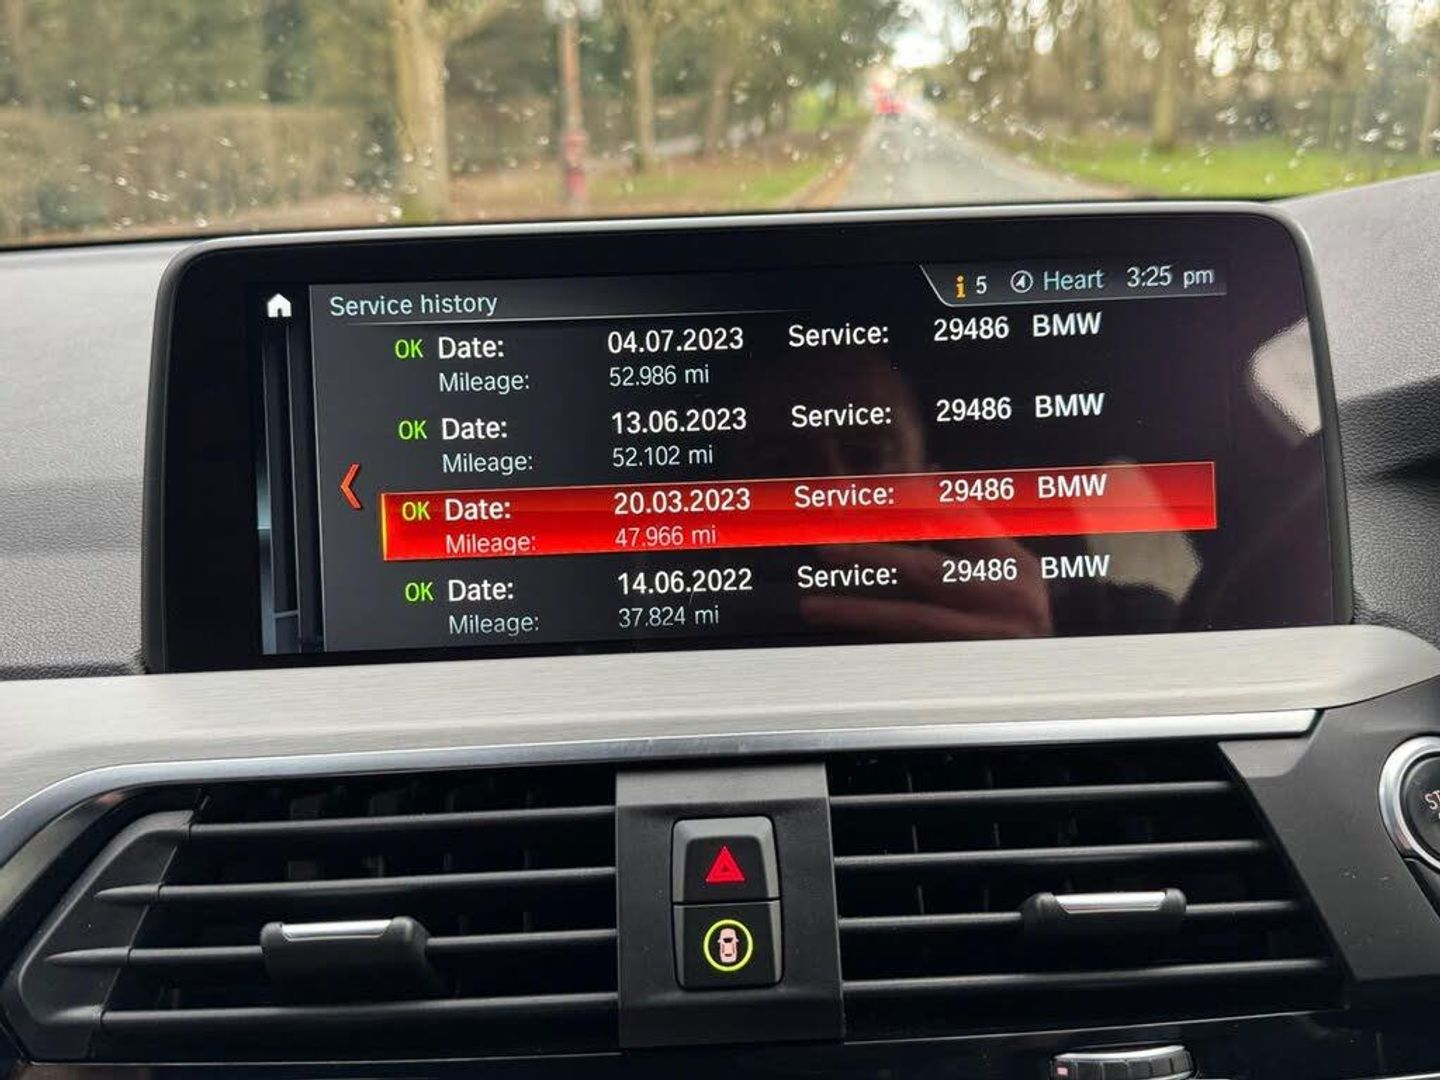 i 5 Heart 3:25 pm
Service history
OK Date: 04.07.2023 Service: 29486 BMW
Mileage: 52.986 mi
OK Date: 13.06.2023 Service: 29486 BMW
Mileage: 52.102 mi
OK Date: 20.03.2023 Service: 29486 BMW
Mileage: 47.966 mi
OK Date: 14.06.2022 Service: 29486 BMW
Mileage: 37.824 mi